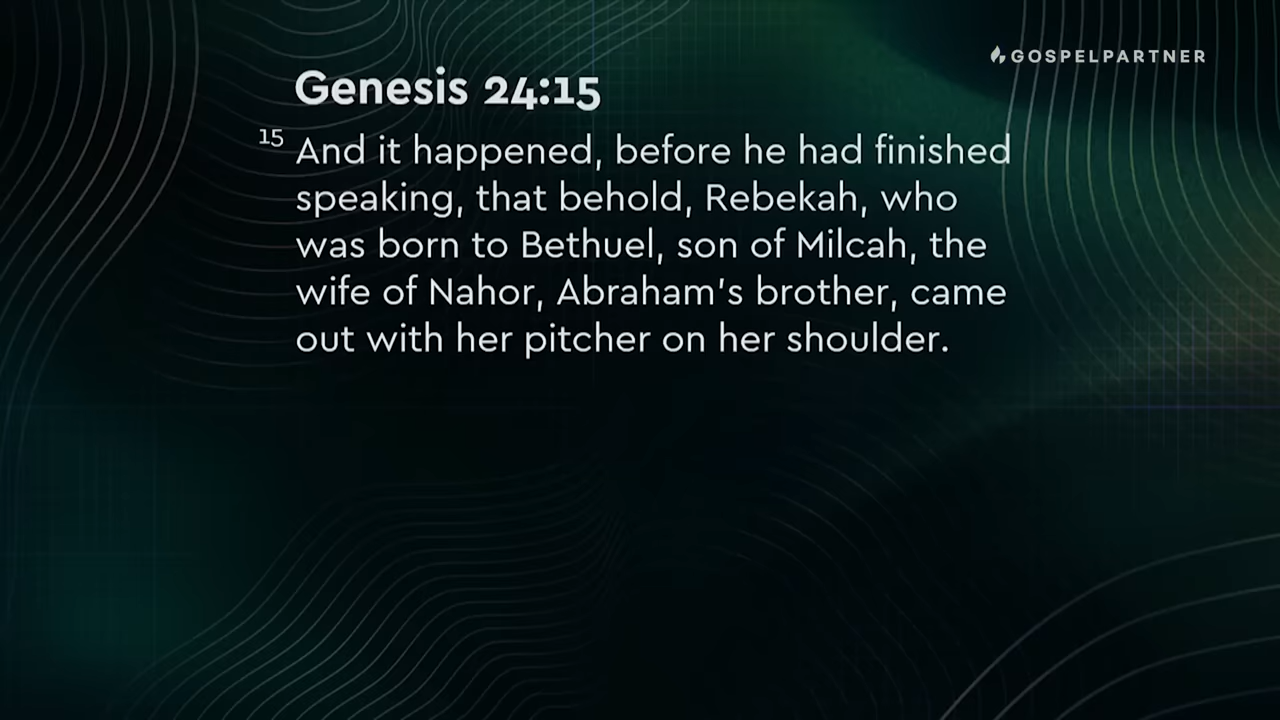 GOSPELPARTNER
Genesis 24:15
15 And it happened, before he had finished
speaking, that behold, Rebekah, who
was born to Bethuel, son of Milcah, the
wife of Nahor, Abraham's brother, came
out with her pitcher on her shoulder.